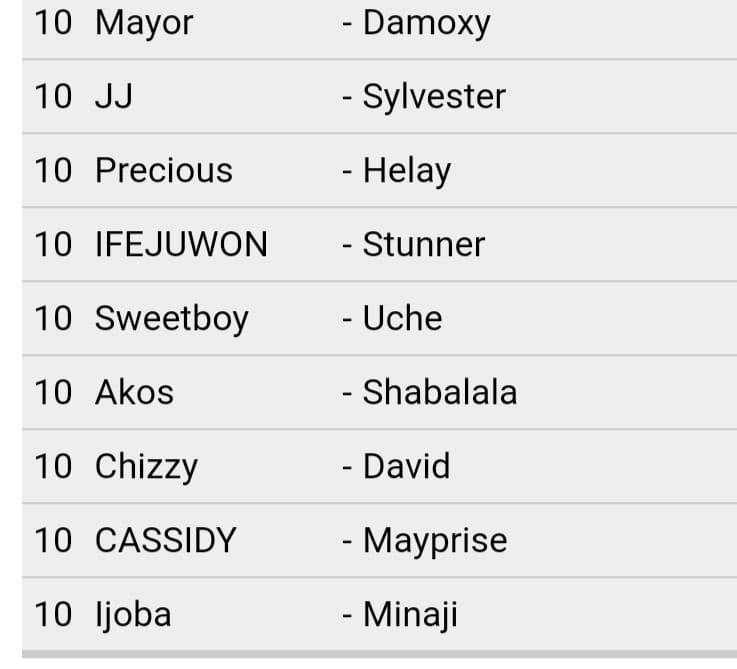 10 Mayor - Damoxy
10 JJ - Sylvester
10 Precious - Helay
10 IFEJUWON - Stunner
10 Sweetboy - Uche
10 Akos - Shabalala
10 Chizzy - David
10 CASSIDY - Mayprise
10 Ijoba - Minaji